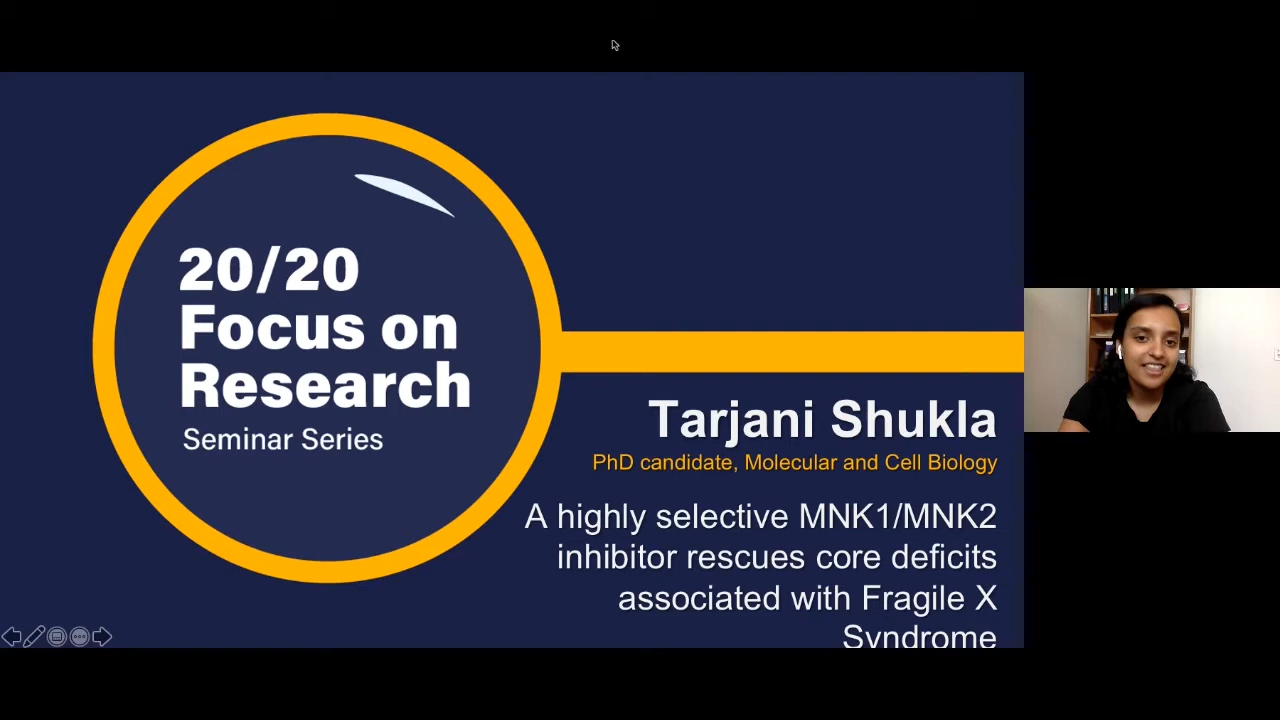 20/20
Focus on
Research
Seminar Series
Tarjani Shukla
PhD candidate, Molecular and Cell Biology
A highly selective MNK1/MNK2
inhibitor rescues core deficits
associated with Fragile X
Syndrome